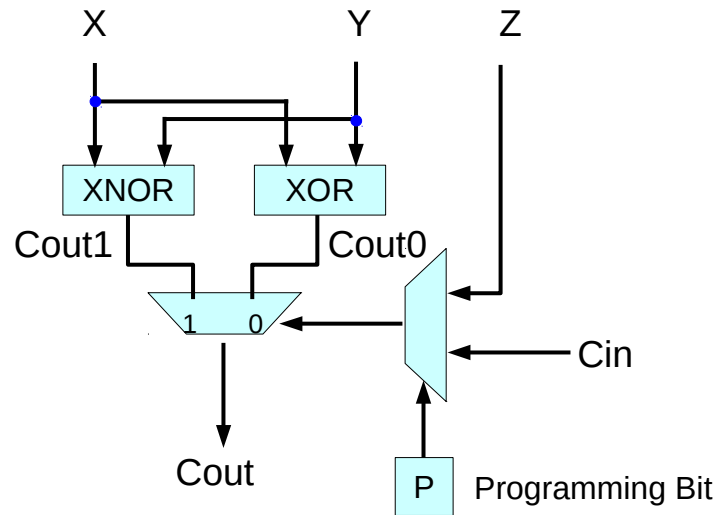 X Y Z
XNOR XOR
Cout1 Cout0
1 0
Cin
Cout
P Programming Bit